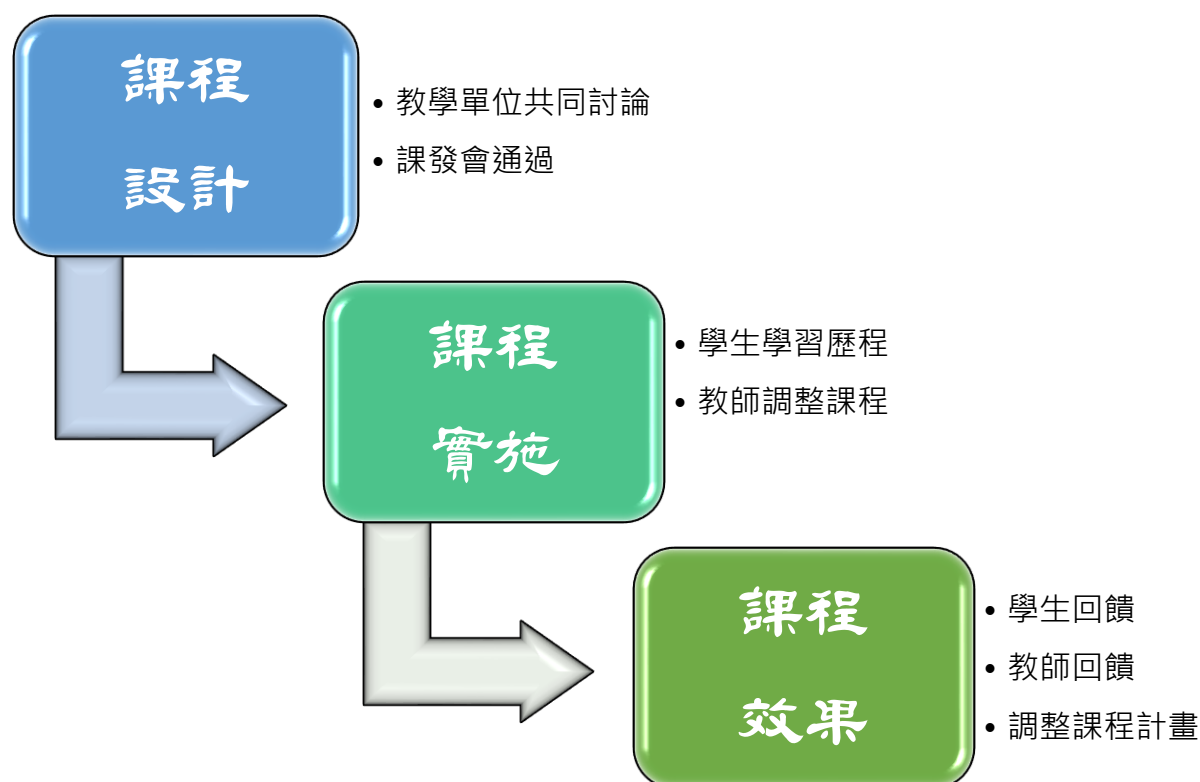 課程
設計
• 教學單位共同討論
• 課發會通過
課程
實施
• 學生學習歷程
• 教師調整課程
課程
效果
• 學生回饋
• 教師回饋
• 調整課程計畫